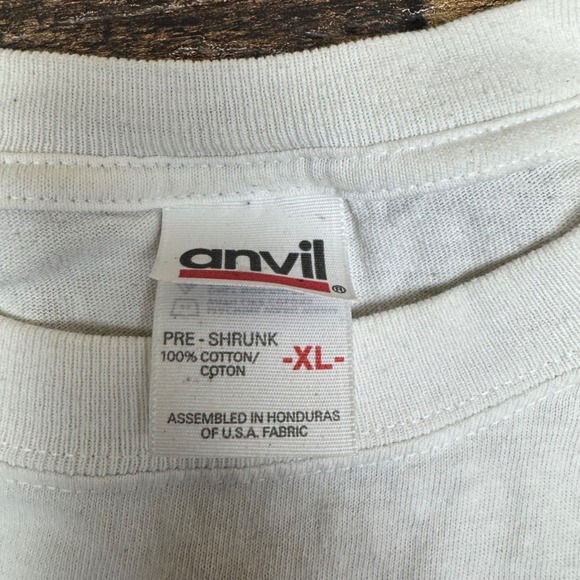 anvil
®
PRE - SHRUNK
100% COTTON/
COTON
-XL-
ASSEMBLED IN HONDURAS
OF U.S.A. FABRIC